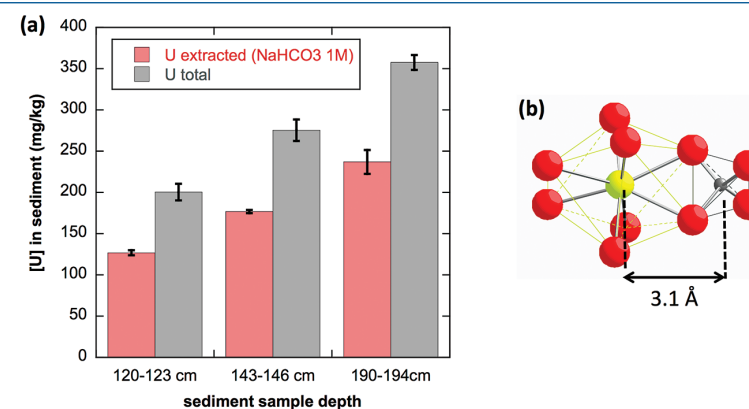 (a)
400
350
300
250
200
150
100
50
0
[U] in sediment (mg/kg)
U extracted (NaHCO3 1M)
U total
120-123 cm
143-146 cm
190-194cm
sediment sample depth
(b)
3.1 Å